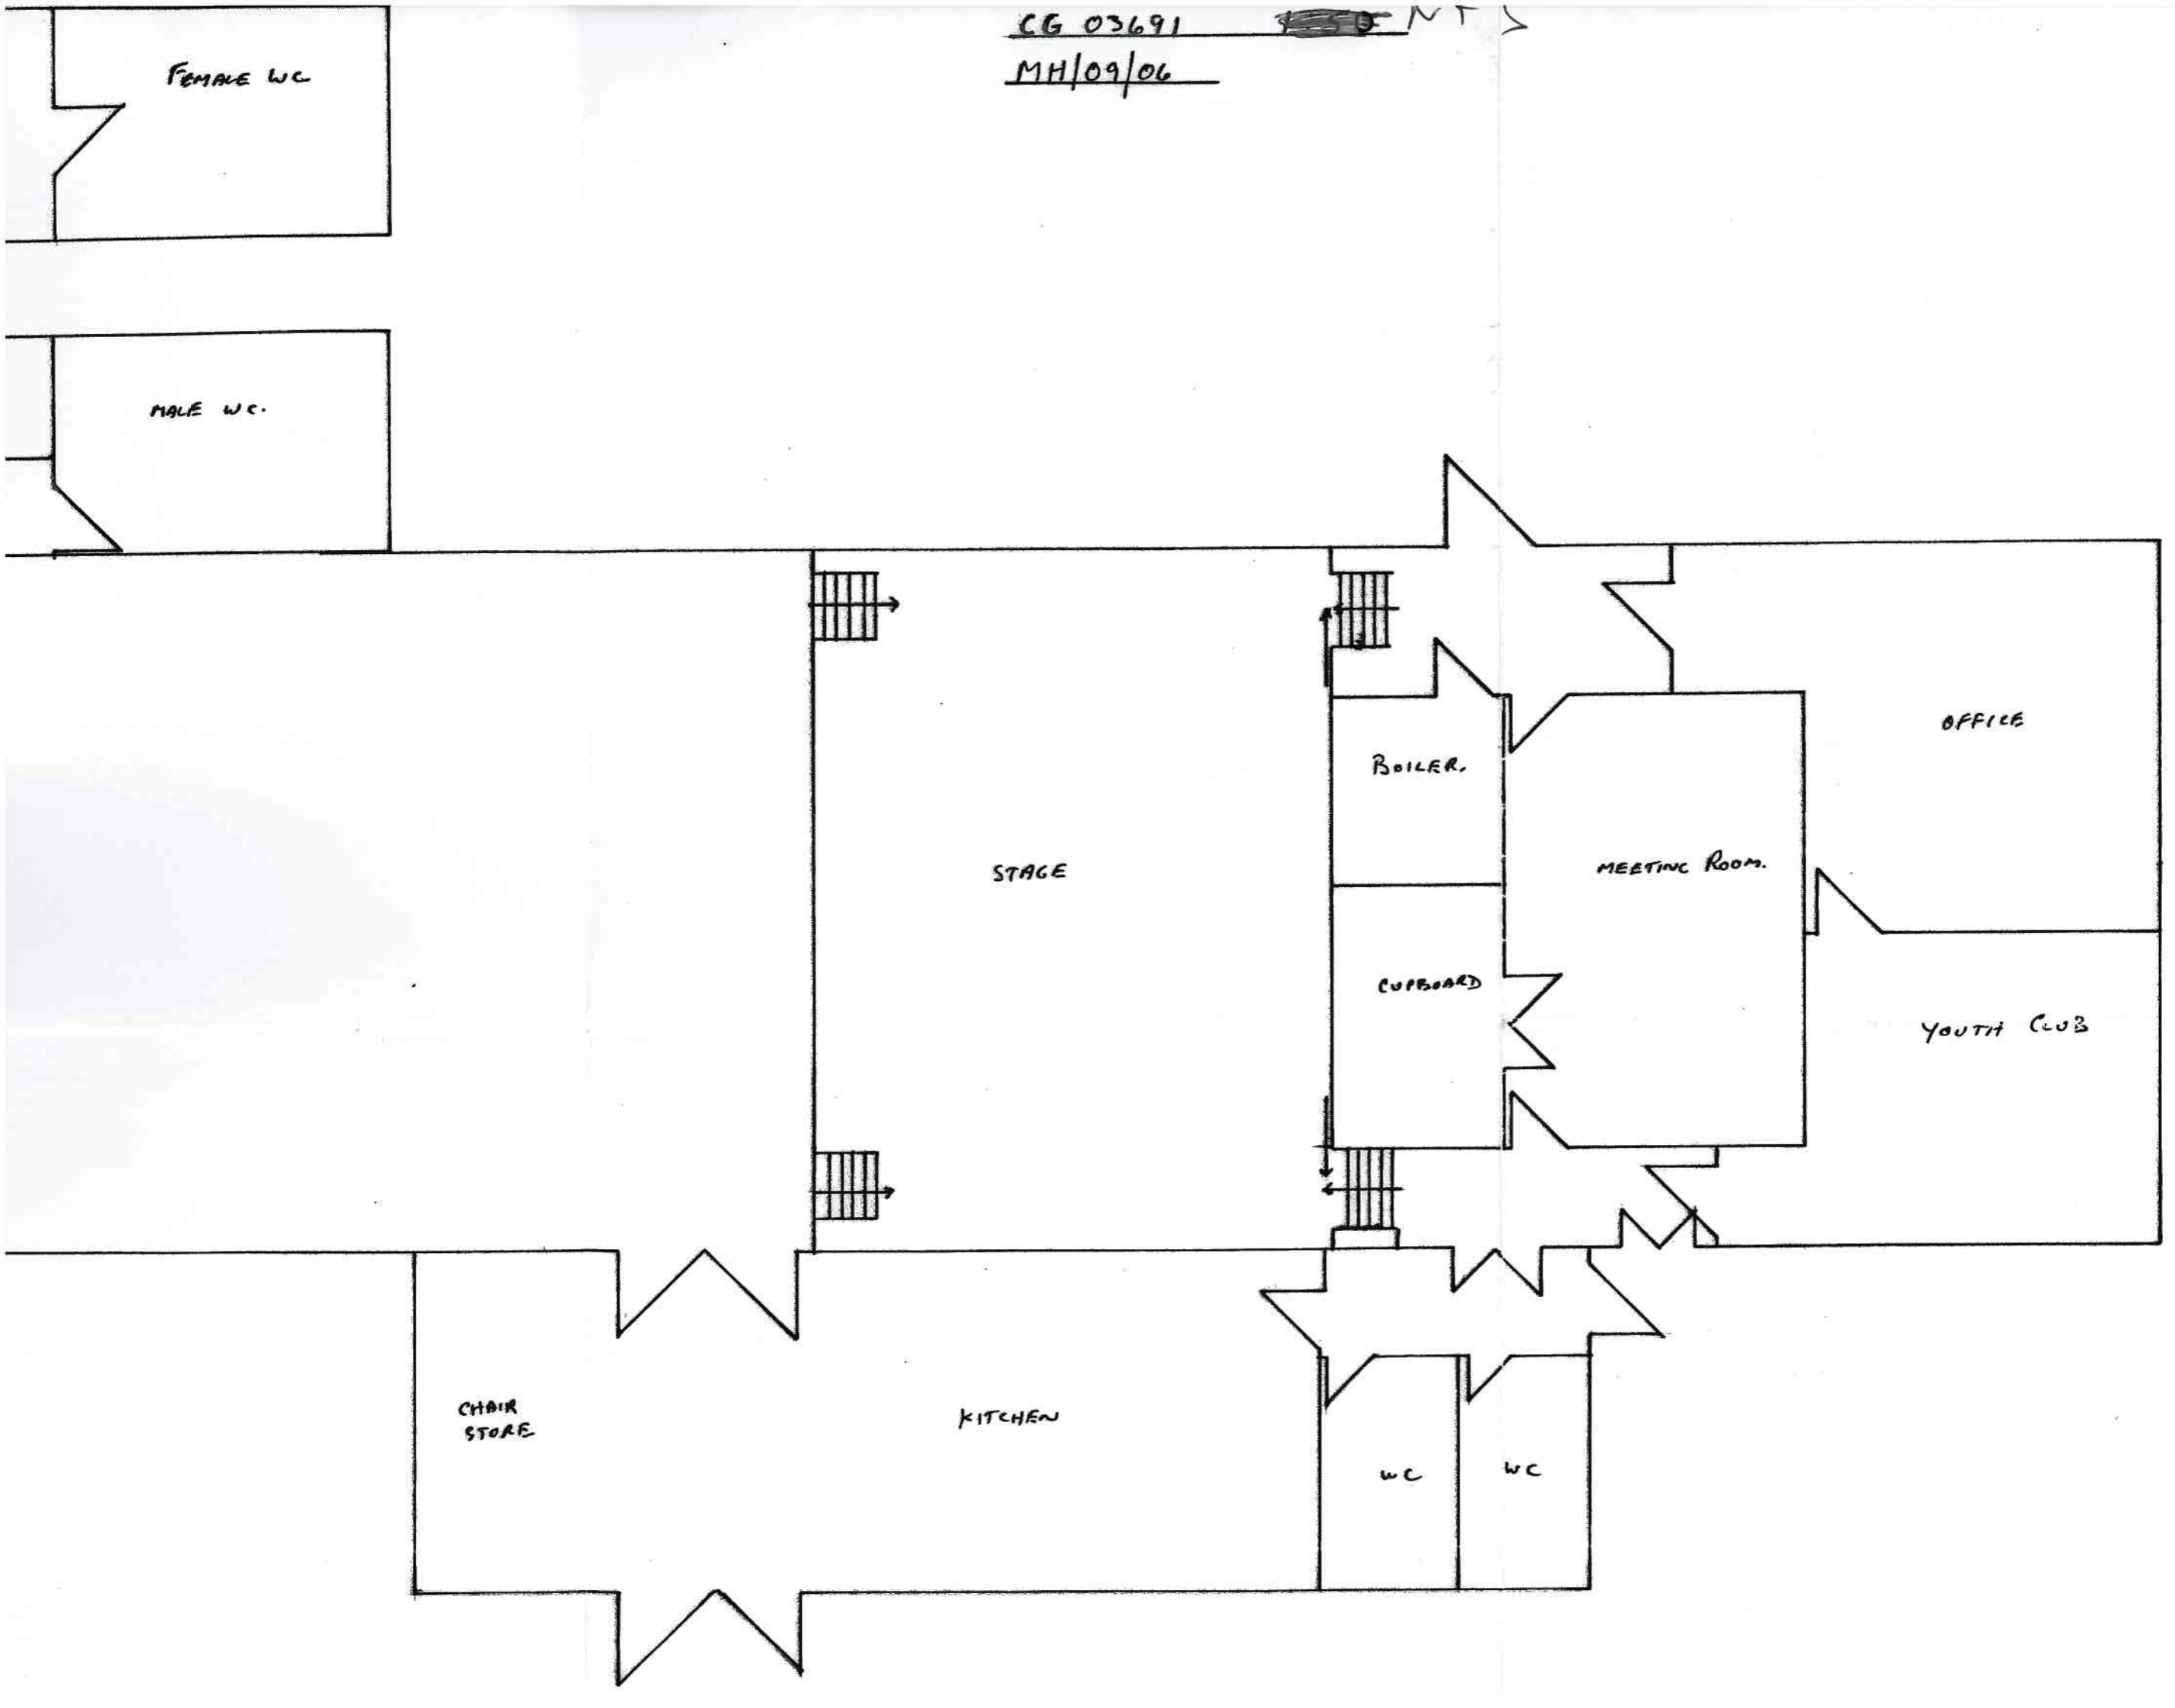 CG 03691 NTS
MH/09/06
FEMALE WC
MALE WC.
OFFICE
BOILER.
MEETING ROOM.
STAGE
CUPBOARD
YOUTH CLUB
CHAIR
STORE
KITCHEN
WC
WC